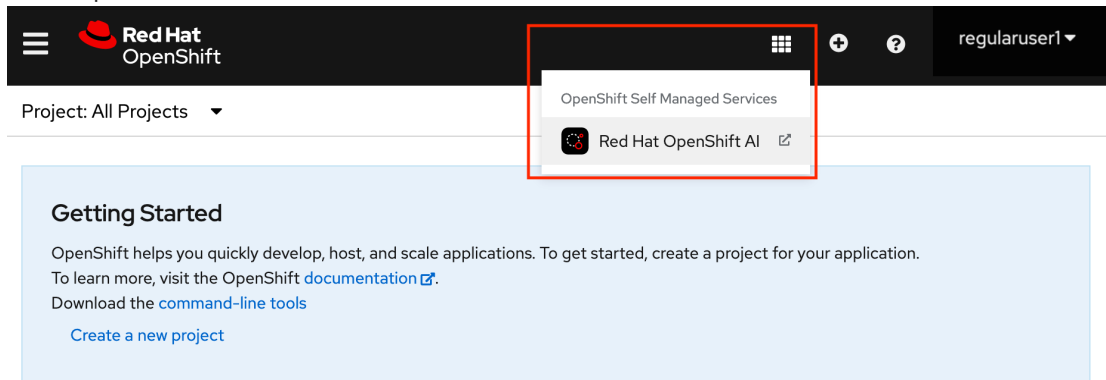 Red Hat
OpenShift
regularuser1
Project: All Projects
OpenShift Self Managed Services
Red Hat OpenShift AI
Getting Started
OpenShift helps you quickly develop, host, and scale applications. To get started, create a project for your application.
To learn more, visit the OpenShift documentation.
Download the command-line tools
Create a new project